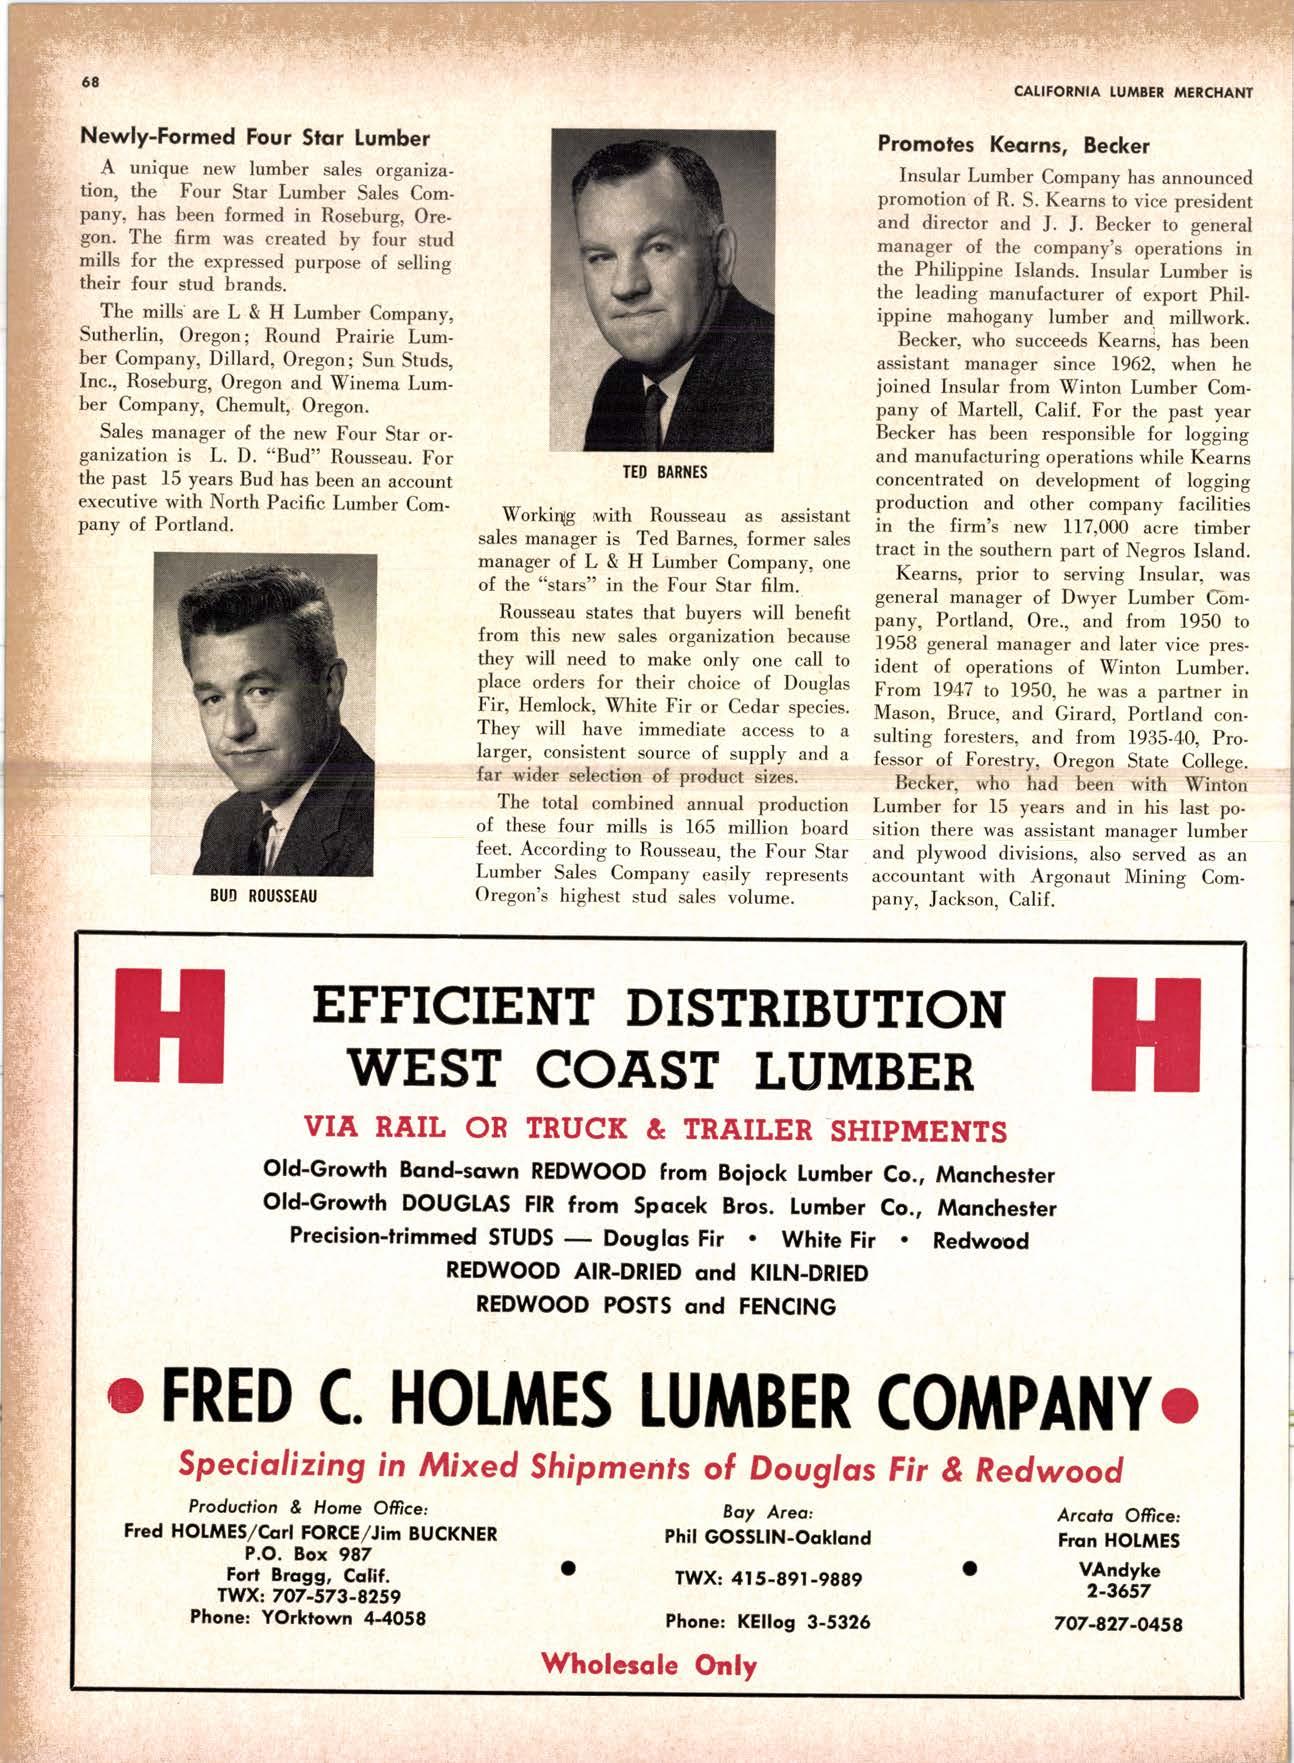 68
CALIFORNIA LUMBER MERCHANT
Newly-Formed Four Star Lumber
A unique new lumber sales organiza-
tion, the Four Star Lumber Sales Com-
pany, has been formed in Roseburg, Ore-
gon. The firm was created by four stud
mills for the expressed purpose of selling
their four stud brands.
The mills are L & H Lumber Company,
Sutherlin, Oregon; Round Prairie Lum-
ber Company, Dillard, Oregon; Sun Studs,
Inc., Roseburg, Oregon and Winema Lum-
ber Company, Chemult, Oregon.
Sales manager of the new Four Star or-
ganization is L. D. “Bud” Rousseau. For
the past 15 years Bud has been an account
executive with North Pacific Lumber Com-
pany of Portland.
BUD ROUSSEAU
TED BARNES
Working with Rousseau as assistant
sales manager is Ted Barnes, former sales
manager of L & H Lumber Company, one
of the “stars” in the Four Star film.
Rousseau states that buyers will benefit
from this new sales organization because
they will need to make only one call to
place orders for their choice of Douglas
Fir, Hemlock, White Fir or Cedar species.
They will have immediate access to a
larger, consistent source of supply and a
far wider selection of product sizes.
The total combined annual production
of these four mills is 165 million board
feet. According to Rousseau, the Four Star
Lumber Sales Company easily represents
Oregon's highest stud sales volume.
Promotes Kearns, Becker
Insular Lumber Company has announced
promotion of R. S. Kearns to vice president
and director and J. J. Becker to general
manager of the company's operations in
the Philippine Islands. Insular Lumber is
the leading manufacturer of export Phil-
ippine mahogany lumber and millwork.
Becker, who succeeds Kearns, has been
assistant manager since 1962, when he
joined Insular from Winton Lumber Com-
pany of Martell, Calif. For the past year
Becker has been responsible for logging
and manufacturing operations while Kearns
concentrated on development of logging
production and other company facilities
in the firm's new 117,000 acre timber
tract in the southern part of Negros Island.
Kearns, prior to serving Insular, was
general manager of Dwyer Lumber Com-
pany, Portland, Ore., and from 1950 to
1958 general manager and later vice pres-
ident of operations of Winton Lumber.
From 1947 to 1950, he was a partner in
Mason, Bruce, and Girard, Portland con-
sulting foresters, and from 1935-40, Pro-
fessor of Forestry, Oregon State College.
Becker, who had been with Winton
Lumber for 15 years and in his last po-
sition there was assistant manager lumber
and plywood divisions, also served as an
accountant with Argonaut Mining Com-
pany, Jackson, Calif.
H H
EFFICIENT DISTRIBUTION
WEST COAST LUMBER
VIA RAIL OR TRUCK & TRAILER SHIPMENTS
Old-Growth Band-sawn REDWOOD from Bojock Lumber Co., Manchester
Old-Growth DOUGLAS FIR from Spacek Bros. Lumber Co., Manchester
Precision-trimmed STUDS — Douglas Fir • White Fir • Redwood
REDWOOD AIR-DRIED and KILN-DRIED
REDWOOD POSTS and FENCING
• FRED C. HOLMES LUMBER COMPANY •
Specializing in Mixed Shipments of Douglas Fir & Redwood
Production & Home Office:
Fred HOLMES/Carl FORCE/Jim BUCKNER
P.O. Box 987
Fort Bragg, Calif.
TWX: 707-573-8259
Phone: YOrktown 4-4058
•
Bay Area:
Phil GOSSLIN-Oakland
TWX: 415-891-9889
Phone: KEllog 3-5326
•
Arcata Office:
Fran HOLMES
VAndyke
2-3657
707-827-0458
Wholesale Only